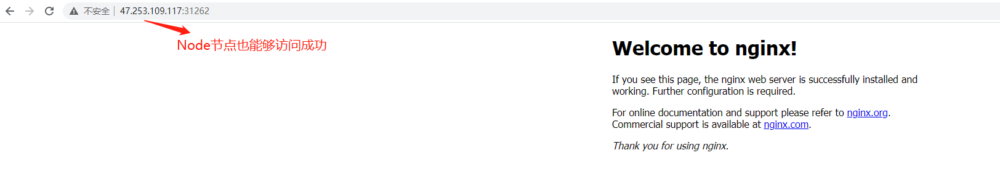 不安全 47.253.109.117:31262
Node节点也能够访问成功
Welcome to nginx!
If you see this page, the nginx web server is successfully installed and
working. Further configuration is required.
For online documentation and support please refer to nginx.org.
Commercial support is available at nginx.com.
Thank you for using nginx.